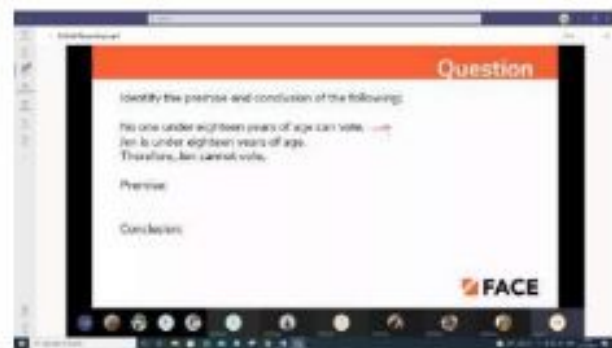 Question
Identify the premise and conclusion of the following:
No one under eighteen years of age can vote.
Jen is under eighteen years of age.
Therefore, Jen cannot vote.
Premise:
Conclusion:
FACE